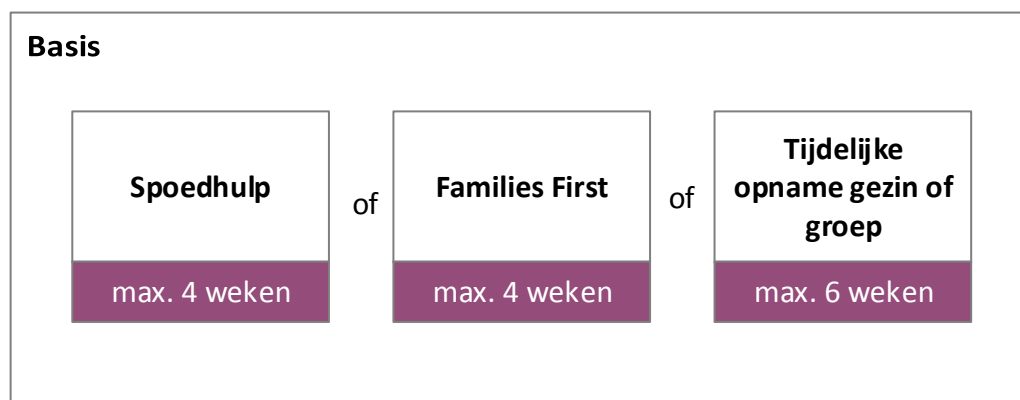 Basis
Spoedhulp
of
Families First
of
Tijdelijke
opname gezin of
groep
max. 4 weken
max. 4 weken
max. 6 weken